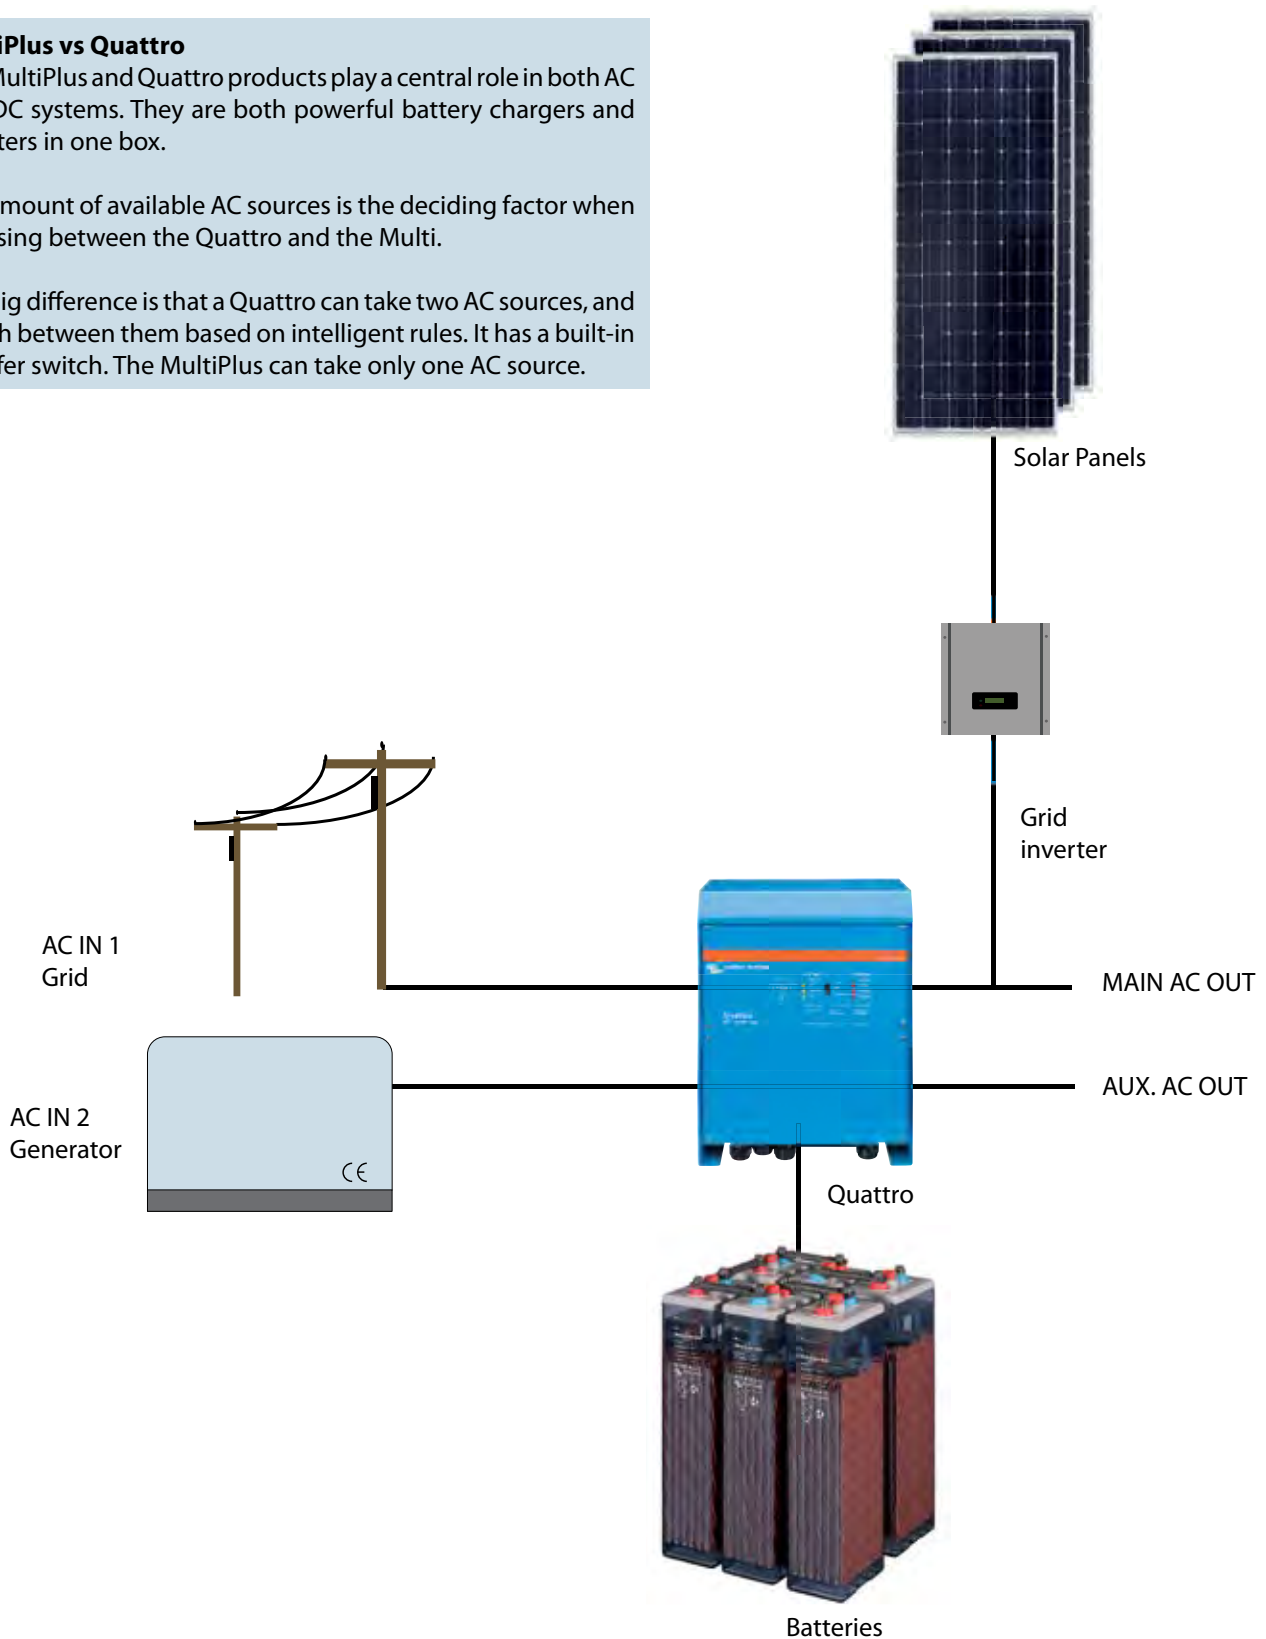 iPlus vs Quattro
MultiPlus and Quattro products play a central role in both AC
DC systems. They are both powerful battery chargers and
ters in one box.
mount of available AC sources is the deciding factor when
sing between the Quattro and the Multi.
ig difference is that a Quattro can take two AC sources, and
h between them based on intelligent rules. It has a built-in
fer switch. The MultiPlus can take only one AC source.
Solar Panels
Grid
inverter
AC IN 1
Grid
MAIN AC OUT
AC IN 2
Generator
CE
AUX. AC OUT
Quattro
Batteries